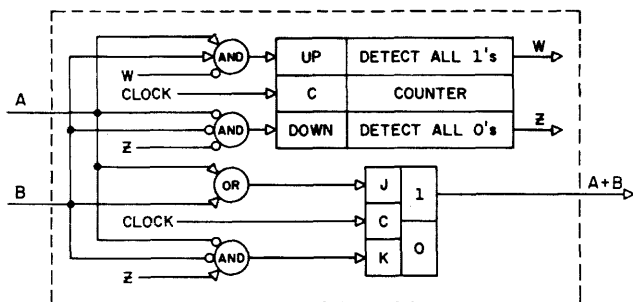 AND UP DETECT ALL 1's W
W
CLOCK C COUNTER
A
AND DOWN DETECT ALL 0's Z
Z
OR J 1 A+B
B
CLOCK C
0
AND K
Z